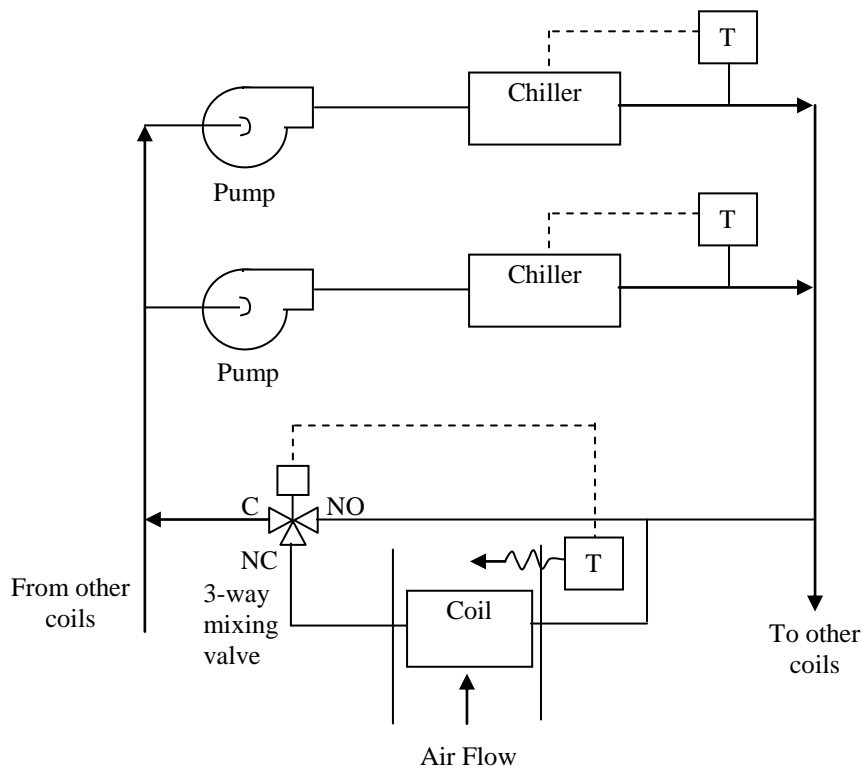 T
Chiller
Pump
T
Chiller
Pump
C
NO
NC
T
3-way
mixing
valve
Coil
From other
coils
To other
coils
Air Flow